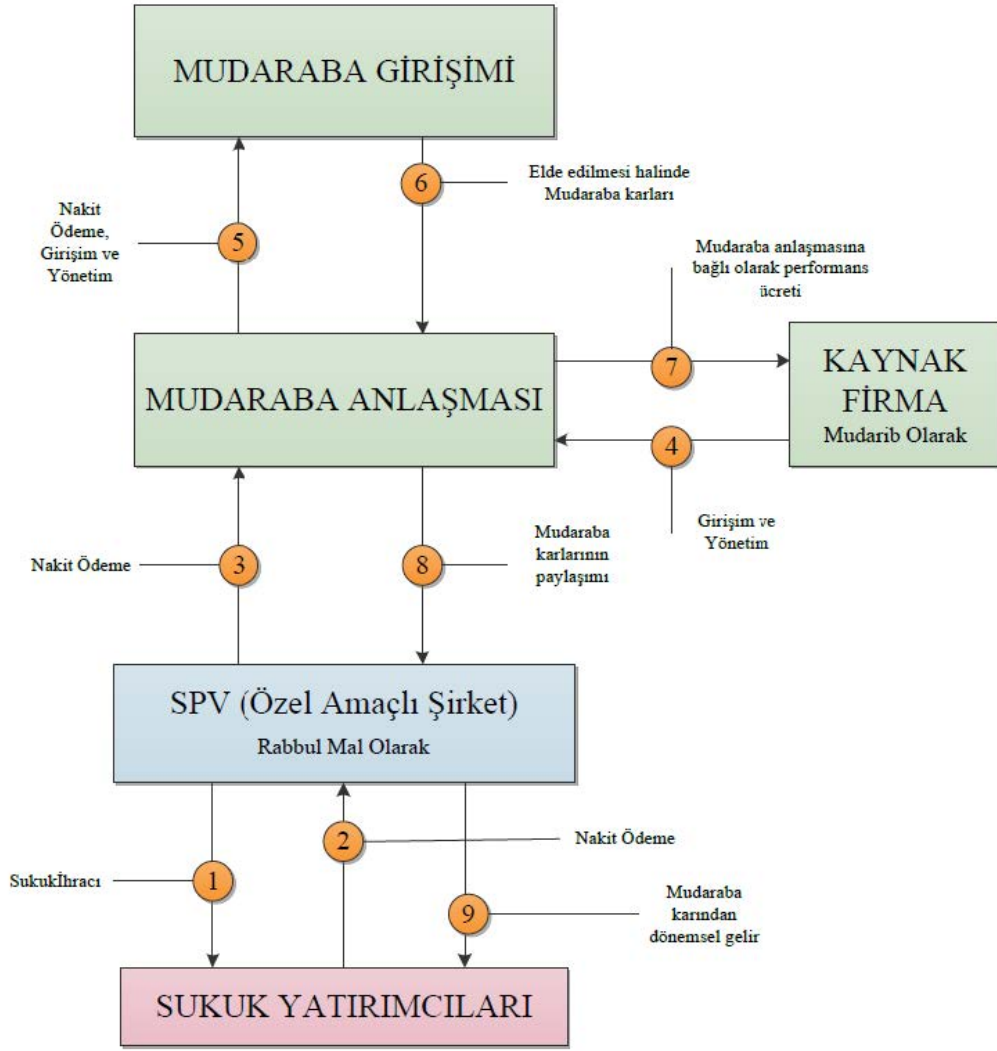 MUDARABA GİRİŞİMİ
6
Elde edilmesi halinde
Mudaraba karları
Nakit
Ödeme,
Girişim ve
Yönetim
5
Mudaraba anlaşmasına
bağlı olarak performans
ücreti
MUDARABA ANLAŞMASI
7
KAYNAK
FİRMA
Mudarib Olarak
4
Girişim ve
Yönetim
Nakit Ödeme
3
8
Mudaraba
karlarının
paylaşımı
SPV (Özel Amaçlı Şirket)
Rabbul Mal Olarak
2
Nakit Ödeme
Sukukİhracı
1
9
Mudaraba
karından
dönemsel gelir
SUKUK YATIRIMCILARI